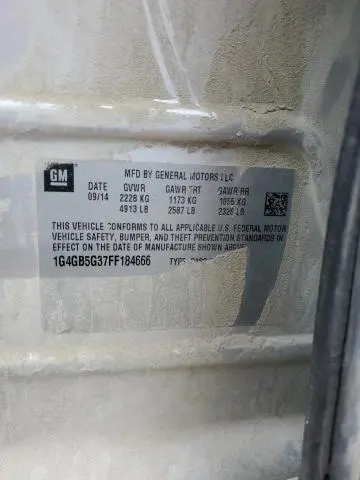 GM
MFD BY GENERAL MOTORS LLC
DATE GVWR GAWR FRT GAWR RR
09/14 2228 KG 1173 KG 1055 KG
4913 LB 2587 LB 2326 LB
THIS VEHICLE CONFORMS TO ALL APPLICABLE U.S. FEDERAL MOTOR
VEHICLE SAFETY, BUMPER, AND THEFT PREVENTION STANDARDS IN
EFFECT ON THE DATE OF MANUFACTURE SHOWN ABOVE.
1G4GB5G37FF184666 TYPE: